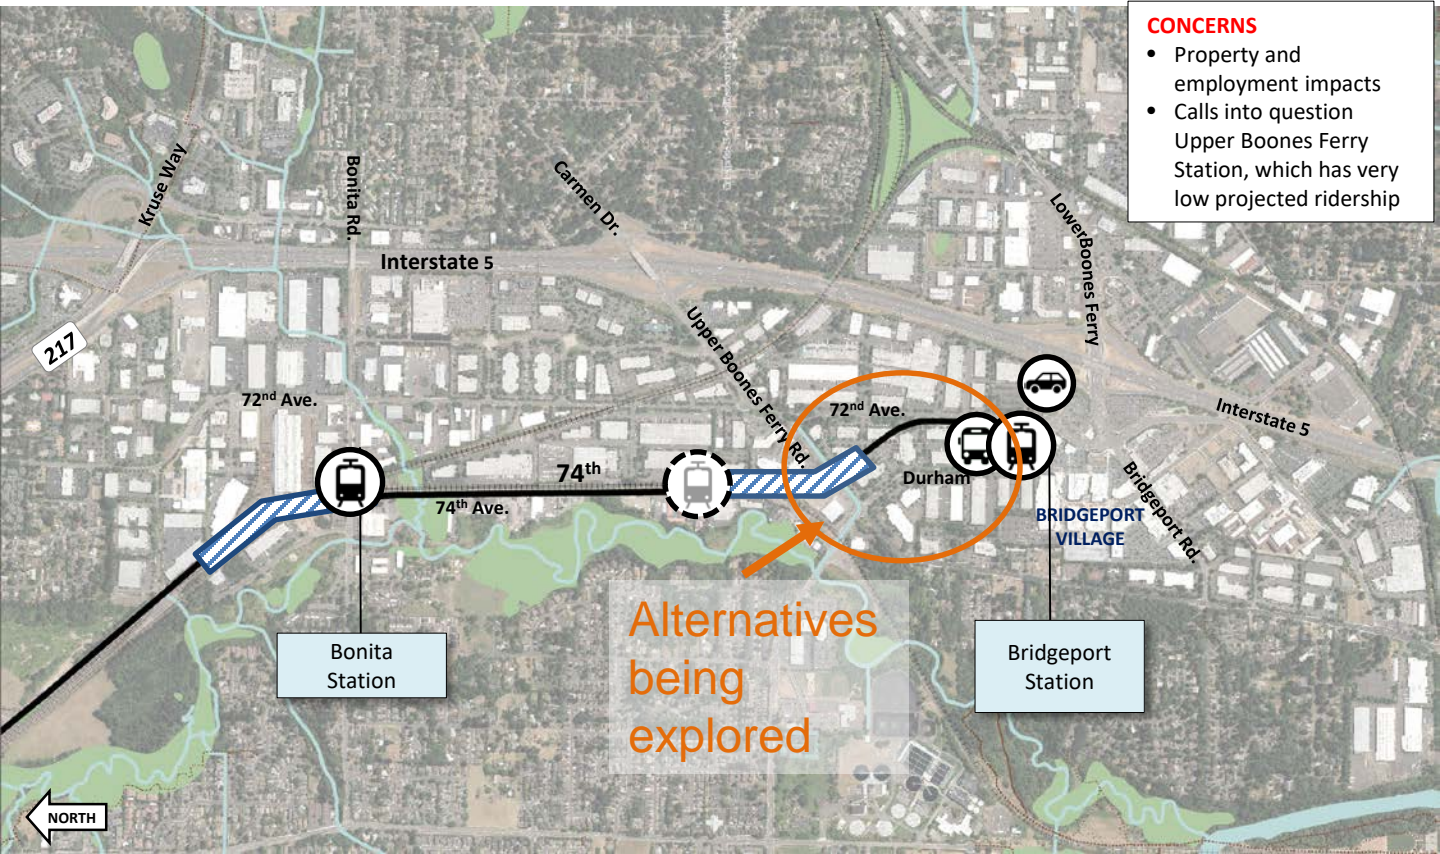 CONCERNS
• Property and
employment impacts
• Calls into question
Upper Boones Ferry
Station, which has very
low projected ridership
Kruse Way
Bonita Rd.
Carmen Dr.
LowerBoones Ferry
Interstate 5
217
Upper Boones Ferry Rd.
72nd Ave.
72nd Ave.
Interstate 5
74th
74th Ave.
Durham
Bridgeport Rd.
BRIDGEPORT
VILLAGE
Alternatives
being
explored
Bonita
Station
Bridgeport
Station
NORTH